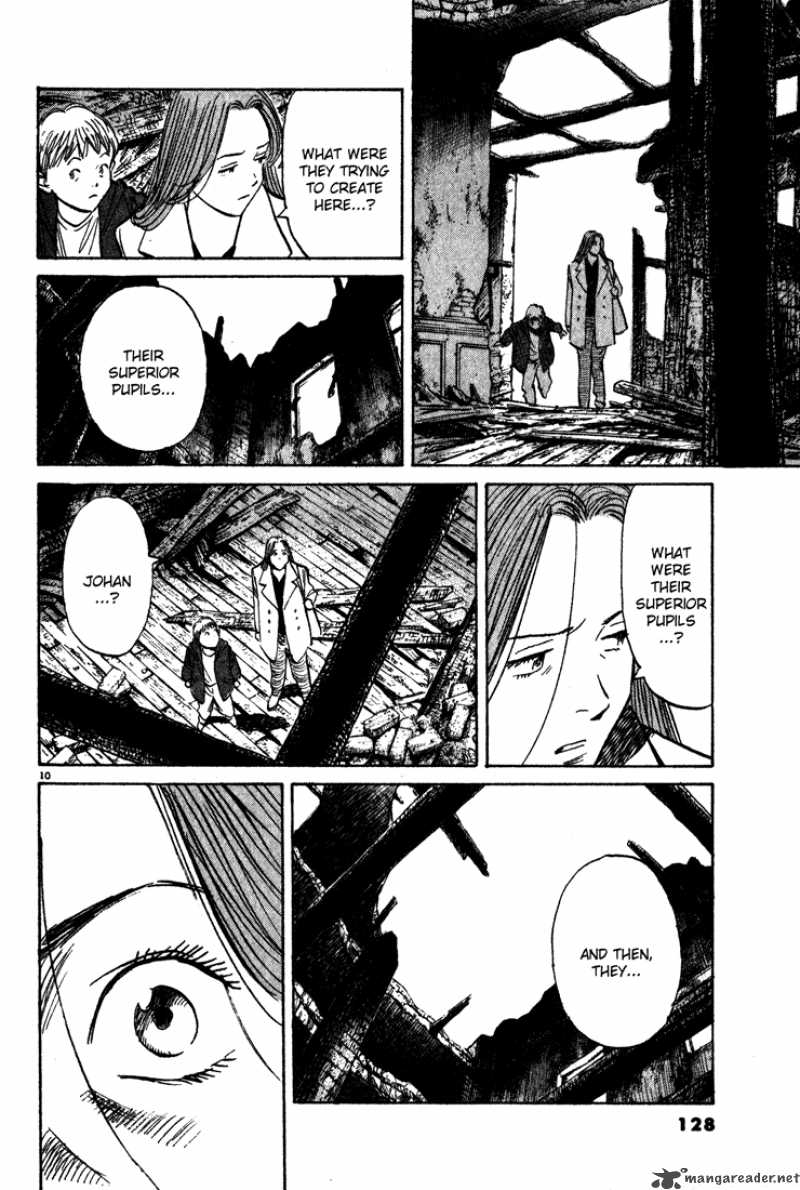 WHAT WERE
THEY TRYING
TO CREATE
HERE...?
THEIR
SUPERIOR
PUPILS...
WHAT
WERE
THEIR
SUPERIOR
PUPILS
...?
JOHAN
...?
10
AND THEN,
THEY...
128
mangareader.net